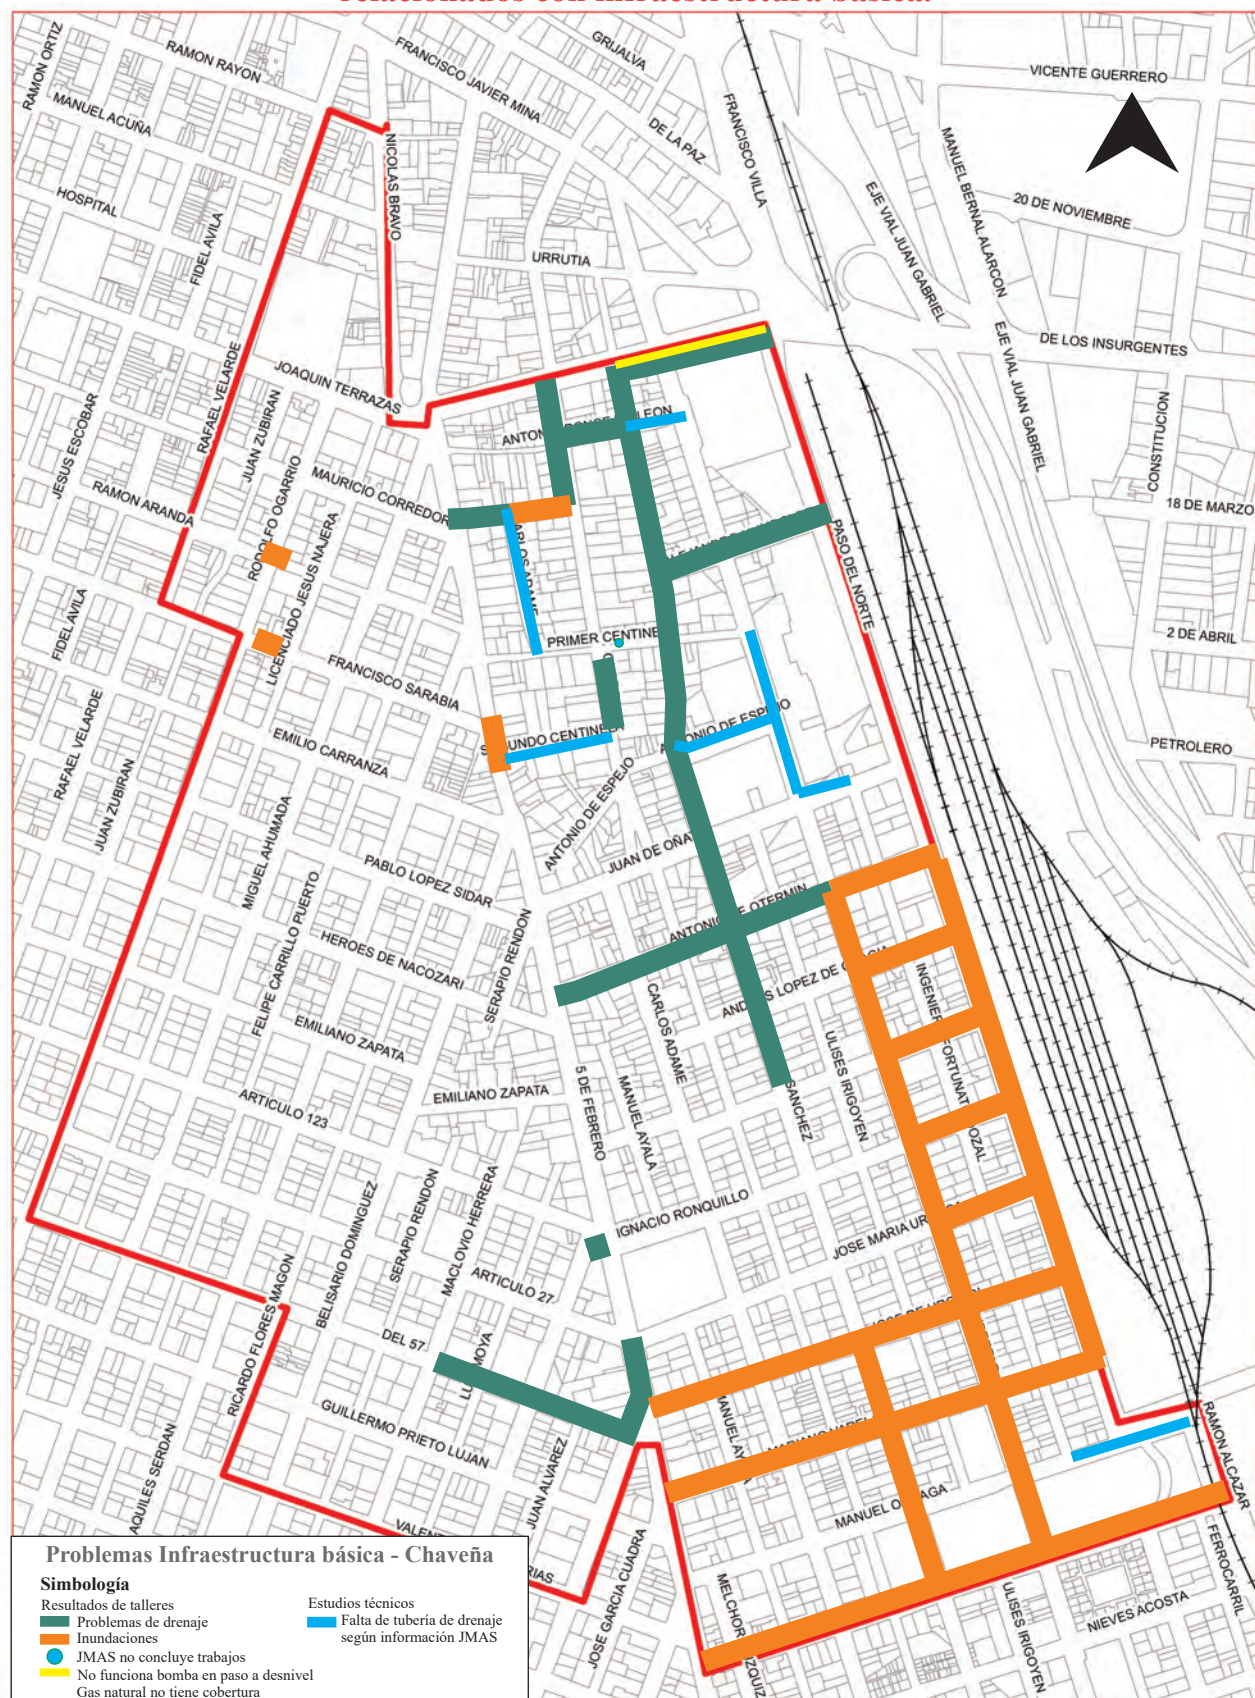 relacionados con infraestructura básica.
RAMON ORTIZ
RAMON RAYON
MANUEL ACUÑA
FRANCISCO JAVIER MINA
GRIJALVA
DE LA PAZ
FRANCISCO VILLA
VICENTE GUERRERO
MANUEL BERNAL ALARCON
20 DE NOVIEMBRE
EJE VIAL JUAN GABRIEL
HOSPITAL
NICOLAS BRAVO
FIDEL AVILA
URRUTIA
DE LOS INSURGENTES
EJE VIAL JUAN GABRIEL
CONSTITUCION
18 DE MARZO
2 DE ABRIL
PETROLERO
RAFAEL VELARDE
JOAQUIN TERRAZAS
JESUS ESCOBAR
JUAN ZUBIRAN
RAMON ARANDA
RODOLFO OGARRIO
MAURICIO CORREDOR
LICENCIADO JESUS NAJERA
LEON
PASO DEL NORTE
PRIMER CENTINE
FIDEL AVILA
RAFAEL VELARDE
JUAN ZUBIRAN
FRANCISCO SARABIA
EMILIO CARRANZA
ANTONIO DE ESPEJO
JUAN DE OÑAT
MIGUEL AHUMADA
PABLO LOPEZ SIDAR
FELIPE CARRILLO PUERTO
HEROES DE NACOZARI
SERAPIO RENDON
EMILIANO ZAPATA
ARTICULO 123
EMILIANO ZAPATA
5 DE FEBRERO
MANUEL AYALA
CARLOS ADAME
SANCHEZ
ULISES IRIGOYEN
IGNACIO RONQUILLO
BELISARIO DOMINGUEZ
SERAPIO RENDON
MACLOVIO HERRERA
ARTICULO 27
DEL 57
RICARDO FLORES MAGON
GUILLERMO PRIETO LUJAN
JUAN ALVAREZ
AQUILES SERDAN
JOSE GARCIA CUADRA
MELCHOR
ULISES IRIGOYEN
NIEVES ACOSTA
RAMON ALCAZAR
FERROCARRIL
Problemas Infraestructura básica - Chaveña
Simbología
Resultados de talleres
Problemas de drenaje
Inundaciones
JMAS no concluye trabajos
No funciona bomba en paso a desnivel
Gas natural no tiene cobertura
Estudios técnicos
Falta de tubería de drenaje
según información JMAS